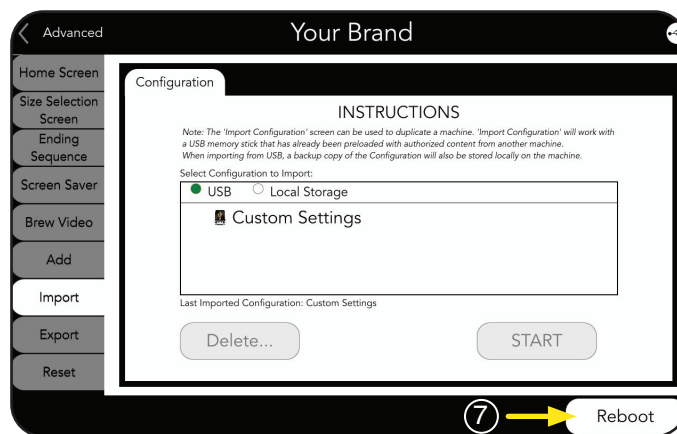 Advanced
Your Brand
Home Screen
Size Selection
Screen
Ending
Sequence
Screen Saver
Brew Video
Add
Import
Export
Reset
Configuration
INSTRUCTIONS
Note: The 'Import Configuration' screen can be used to duplicate a machine. 'Import Configuration' will work with
a USB memory stick that has already been preloaded with authorized content from another machine.
When importing from USB, a backup copy of the Configuration will also be stored locally on the machine.
Select Configuration to Import:
USB Local Storage
Custom Settings
Last Imported Configuration: Custom Settings
Delete... START
7 Reboot